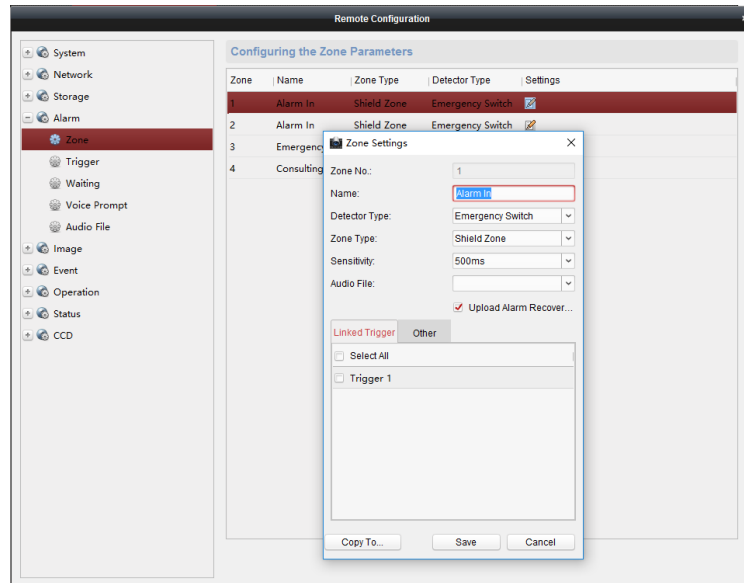 Remote Configuration
System
Network
Storage
Alarm
Zone
Trigger
Waiting
Voice Prompt
Audio File
Image
Event
Operation
Status
CCD
Configuring the Zone Parameters
Zone Name Zone Type Detector Type Settings
1 Alarm In Shield Zone Emergency Switch
2 Alarm In Shield Zone Emergency Switch
3 Emergenc
4 Consulting
Zone Settings
Zone No.: 1
Name: Alarm In
Detector Type: Emergency Switch
Zone Type: Shield Zone
Sensitivity: 500ms
Audio File:
Upload Alarm Recover...
Linked Trigger Other
Select All
Trigger 1
Copy To... Save Cancel